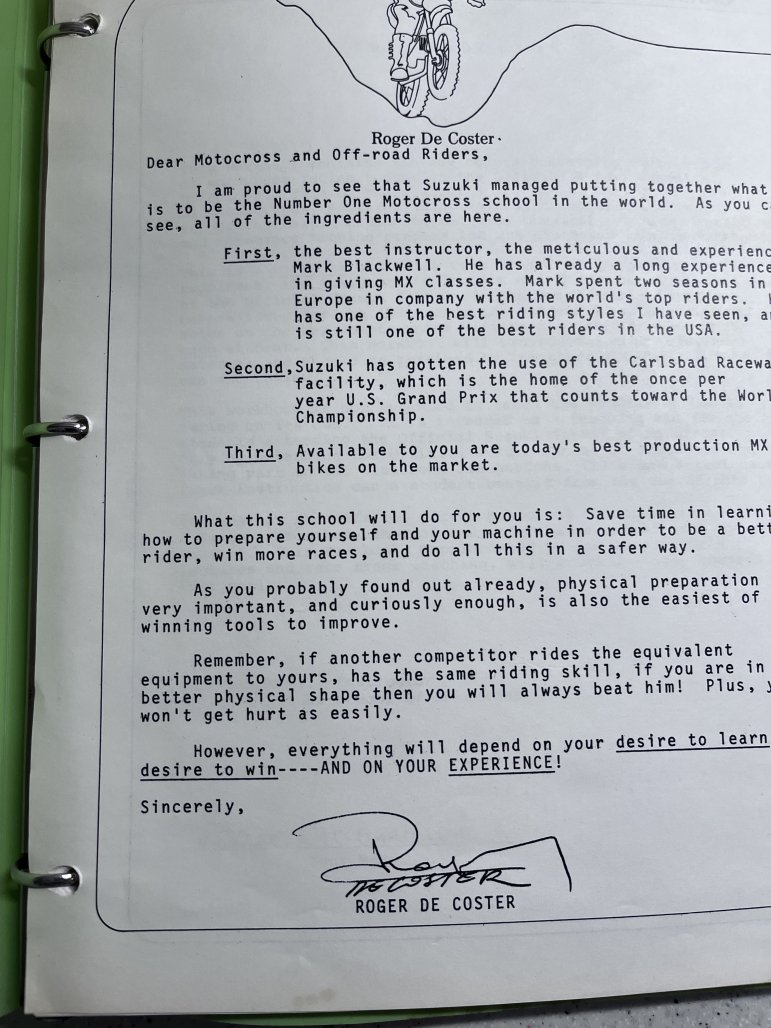 Roger De Coster
Dear Motocross and Off-road Riders,
I am proud to see that Suzuki managed putting together what
is to be the Number One Motocross school in the world. As you
see, all of the ingredients are here.
First, the best instructor, the meticulous and
Mark Blackwell. He has already a long experience
in giving MX classes. Mark spent two seasons in
Europe in company with the world's top riders.
has one of the best riding styles I have seen,
is still one of the best riders in the USA.
Second, Suzuki has gotten the use of the Carlsbad
facility, which is the home of the once per
year U.S. Grand Prix that counts toward the
Championship.
Third, Available to you are today's best production MX
bikes on the market.
What this school will do for you is: Save time in
how to prepare yourself and your machine in order to be a
rider, win more races, and do all this in a safer way.
As you probably found out already, physical preparation
very important, and curiously enough, is also the easiest of
winning tools to improve.
Remember, if another competitor rides the equivalent
equipment to yours, has the same riding skill, if you are in
better physical shape then you will always beat him! Plus,
won't get hurt as easily.
However, everything will depend on your desire to learn
desire to win----AND ON YOUR EXPERIENCE!
Sincerely,
Roger
DECOSTER
ROGER DE COSTER